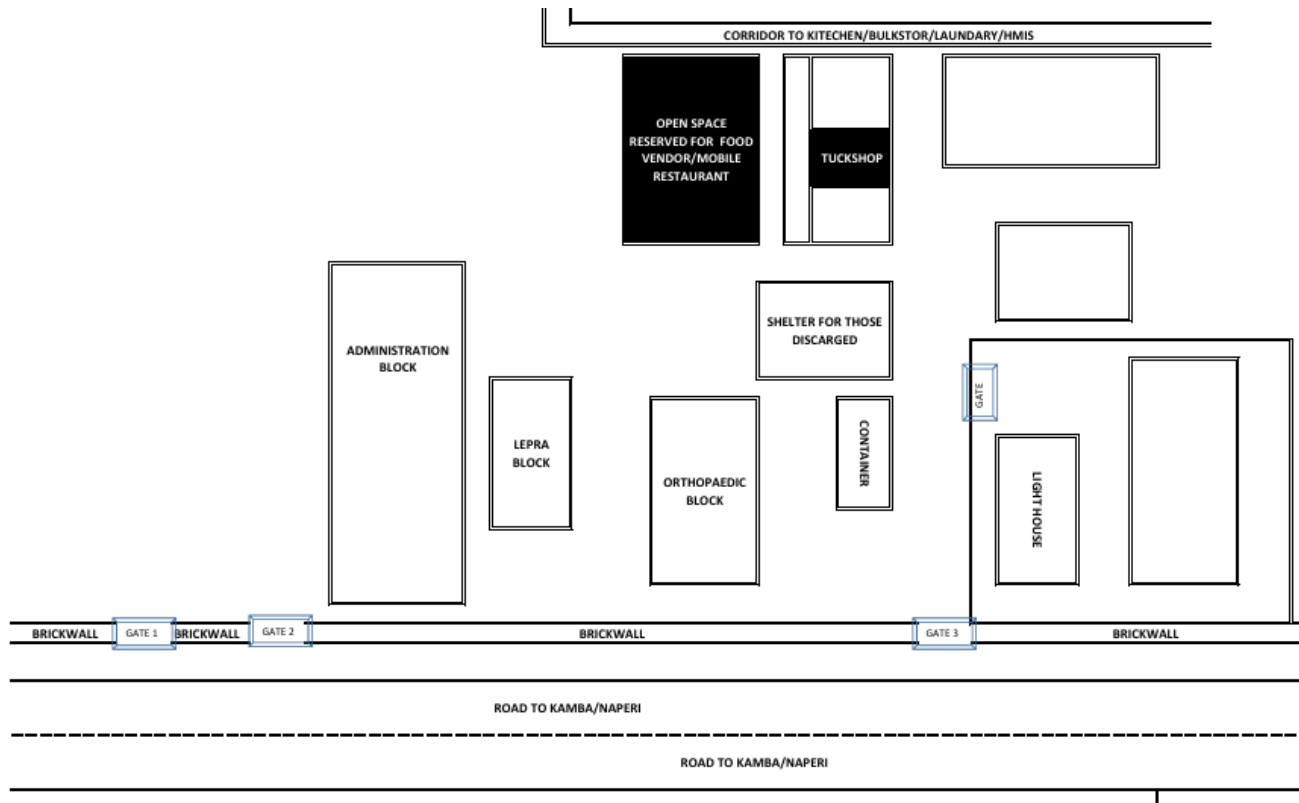 CORRIDOR TO KITECHEN/BULKSTOR/LAUNDARY/HMIS
OPEN SPACE
RESERVED FOR FOOD
VENDOR/MOBILE
RESTAURANT
TUCKSHOP
SHELTER FOR THOSE
DISCARGED
ADMINISTRATION
BLOCK
GATE
LEPRA
BLOCK
ORTHOPAEDIC
BLOCK
CONTAINER
LIGHT HOUSE
BRICKWALL
GATE 1
BRICKWALL
GATE 2
BRICKWALL
GATE 3
BRICKWALL
ROAD TO KAMBA/NAPERI
ROAD TO KAMBA/NAPERI